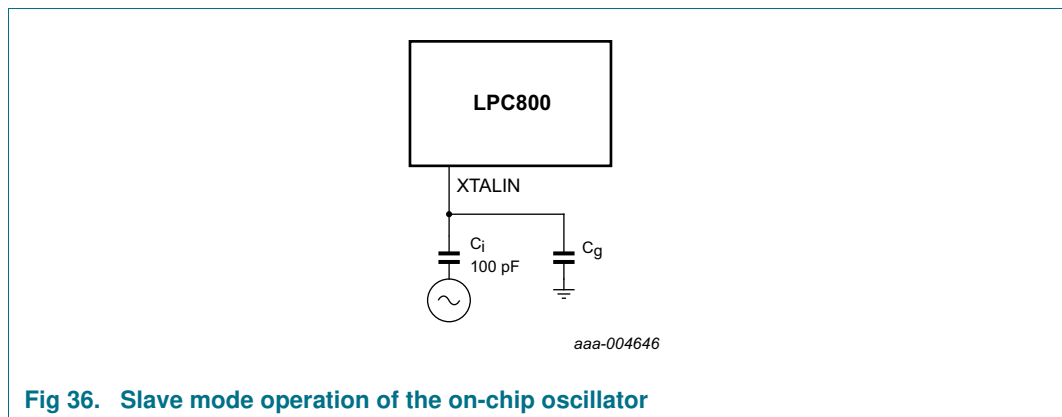 LPC800
XTALIN
Ci
100 pF
Cg
aaa-004646
Fig 36. Slave mode operation of the on-chip oscillator